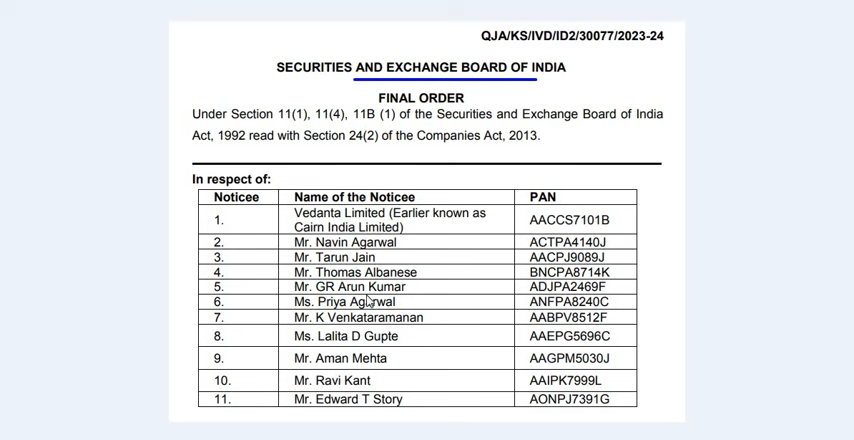 QJA/KS/IVD/ID2/30077/2023-24
SECURITIES AND EXCHANGE BOARD OF INDIA
FINAL ORDER
Under Section 11(1), 11(4), 11B (1) of the Securities and Exchange Board of India
Act, 1992 read with Section 24(2) of the Companies Act, 2013.
In respect of:
Noticee Name of the Noticee PAN
1. Vedanta Limited (Earlier known as
Cairn India Limited) AACCS7101B
2. Mr. Navin Agarwal ACTPA4140J
3. Mr. Tarun Jain AACPJ9089J
4. Mr. Thomas Albanese BNCPA8714K
5. Mr. GR Arun Kumar ADJPA2469F
6. Ms. Priya Agarwal ANFPA8240C
7. Mr. K Venkataramanan AABPV8512F
8. Ms. Lalita D Gupte AAEPG5696C
9. Mr. Aman Mehta AAGPM5030J
10. Mr. Ravi Kant AAIPK7999L
11. Mr. Edward T Story AONPJ7391G